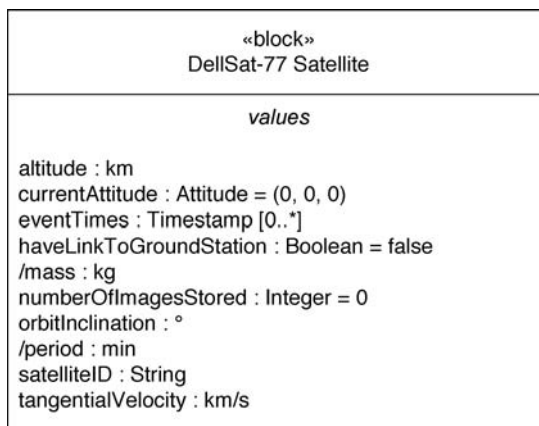 «block»
DellSat-77 Satellite
values
altitude : km
currentAttitude : Attitude = (0, 0, 0)
eventTimes : Timestamp [0..*]
haveLinkToGroundStation : Boolean = false
/mass : kg
numberOfImagesStored : Integer = 0
orbitInclination : °
/period : min
satelliteID : String
tangentialVelocity : km/s